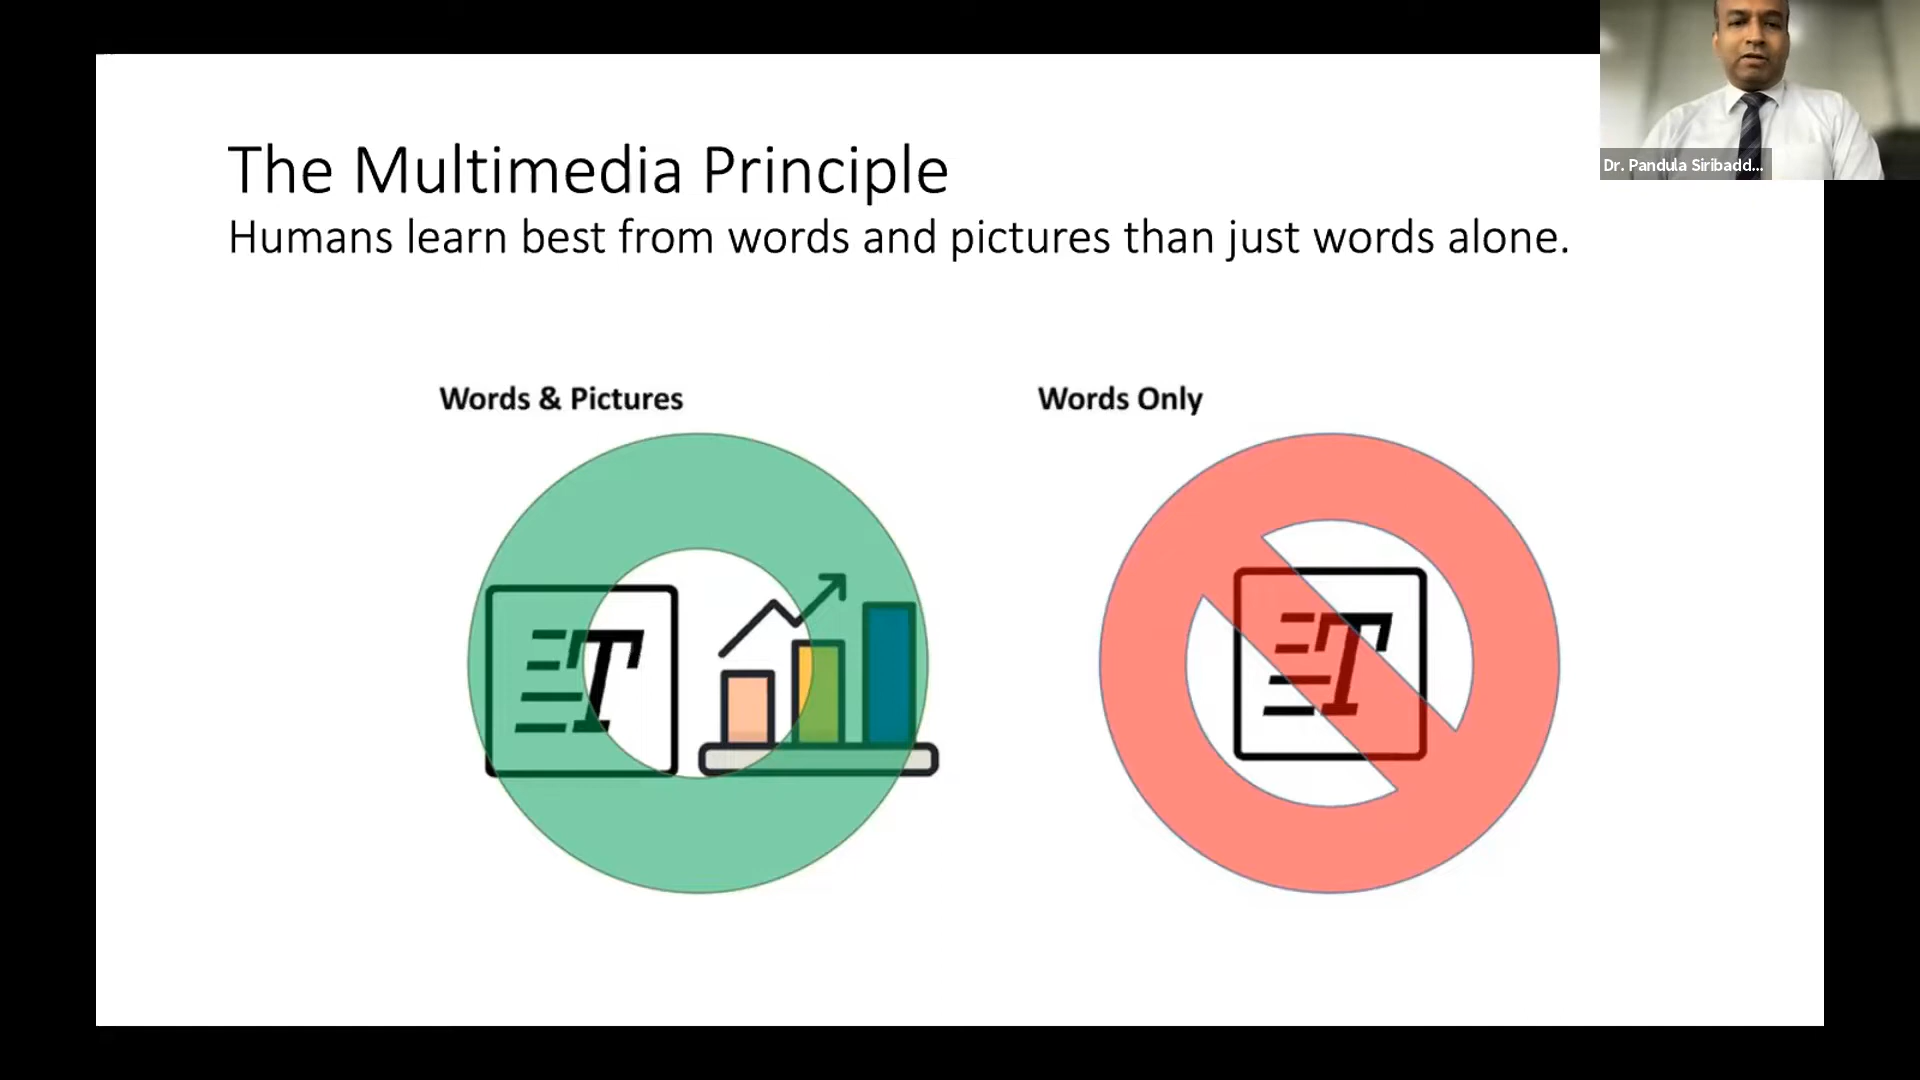 The Multimedia Principle
Humans learn best from words and pictures than just words alone.
Words & Pictures
Words Only
T
T
Dr. Pandula Siribadd...